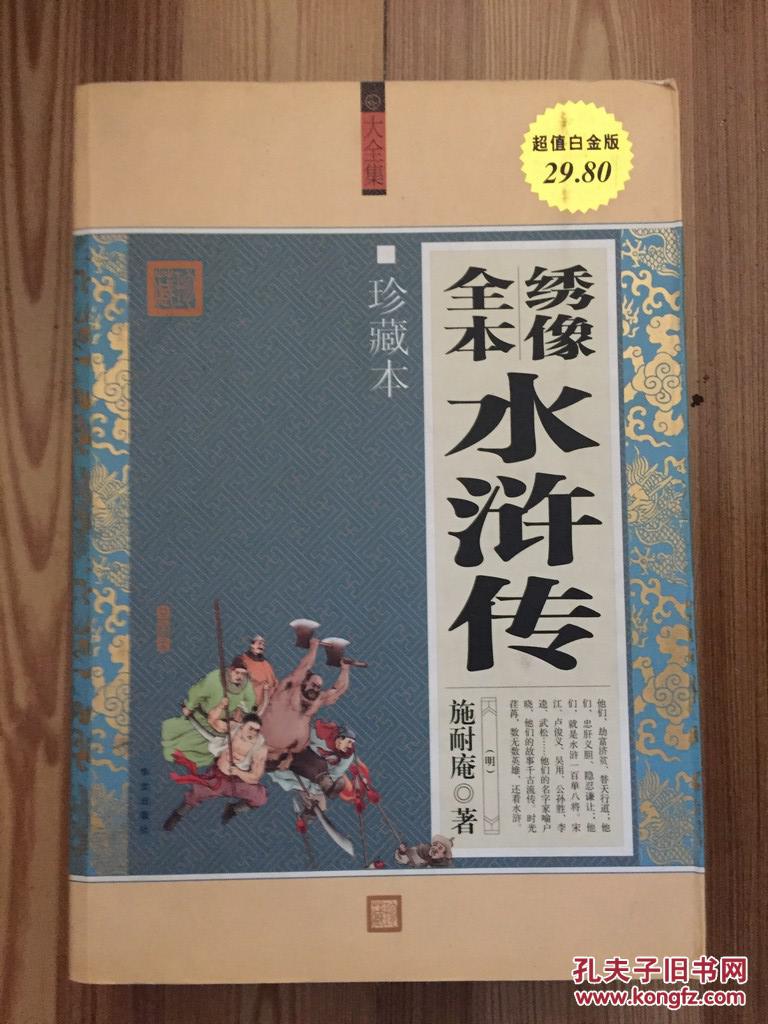 大全集
超值白金版
29.80
珍藏本
绣像
全本
水浒传
(明)
施耐庵◎著
他们，劫富济贫、替天行道；他
们，忠肝义胆、隐忍谦让；他
们，就是水浒一百单八将。宋
江、卢俊义、吴用、公孙胜、李
逵、武松……他们的名字家喻户
晓，他们的故事千古流传。时光
荏苒，数无数英雄，还看水浒。
华文出版社
孔夫子旧书网
www.kongfz.com